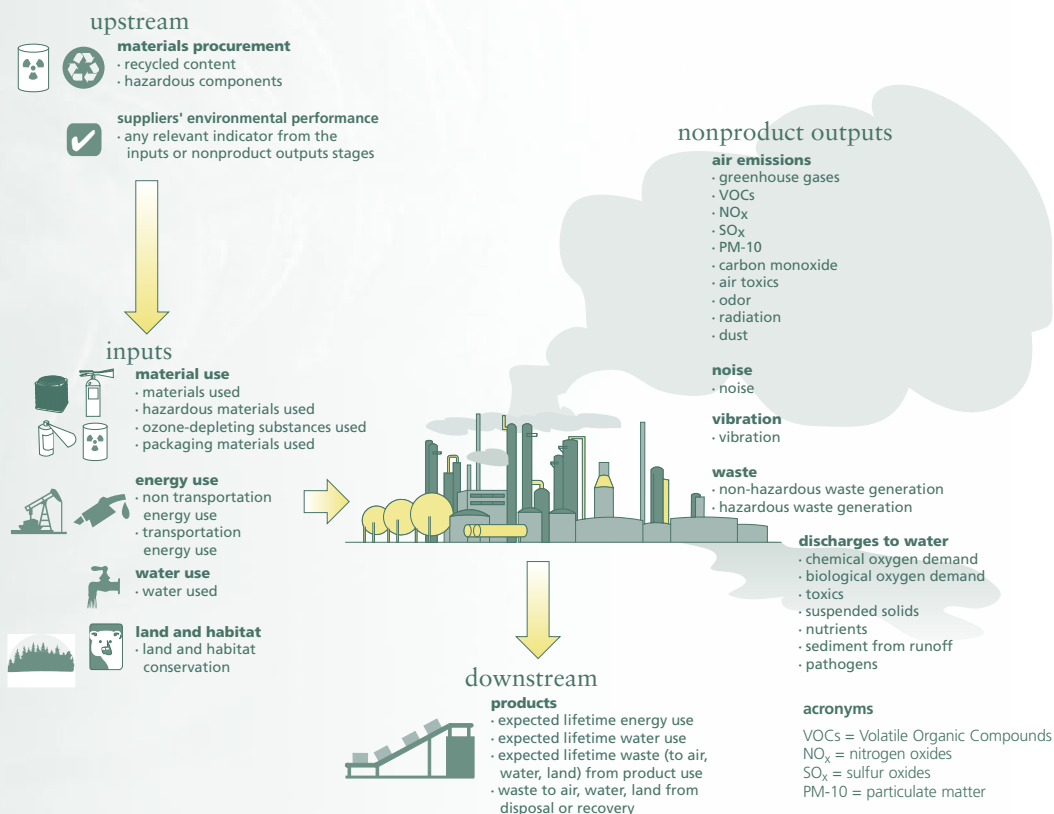 upstream
materials procurement
· recycled content
· hazardous components
suppliers' environmental performance
· any relevant indicator from the
inputs or nonproduct outputs stages
inputs
material use
· materials used
· hazardous materials used
· ozone-depleting substances used
· packaging materials used
energy use
· non transportation
energy use
· transportation
energy use
water use
· water used
land and habitat
· land and habitat
conservation
nonproduct outputs
air emissions
· greenhouse gases
· VOCs
· NOx
· SOx
· PM-10
· carbon monoxide
· air toxics
· odor
· radiation
· dust
noise
· noise
vibration
· vibration
waste
· non-hazardous waste generation
· hazardous waste generation
discharges to water
· chemical oxygen demand
· biological oxygen demand
· toxics
· suspended solids
· nutrients
· sediment from runoff
· pathogens
downstream
products
· expected lifetime energy use
· expected lifetime water use
· expected lifetime waste (to air,
water, land) from product use
· waste to air, water, land from
disposal or recovery
acronyms
VOCs = Volatile Organic Compounds
NOx = nitrogen oxides
SOx = sulfur oxides
PM-10 = particulate matter